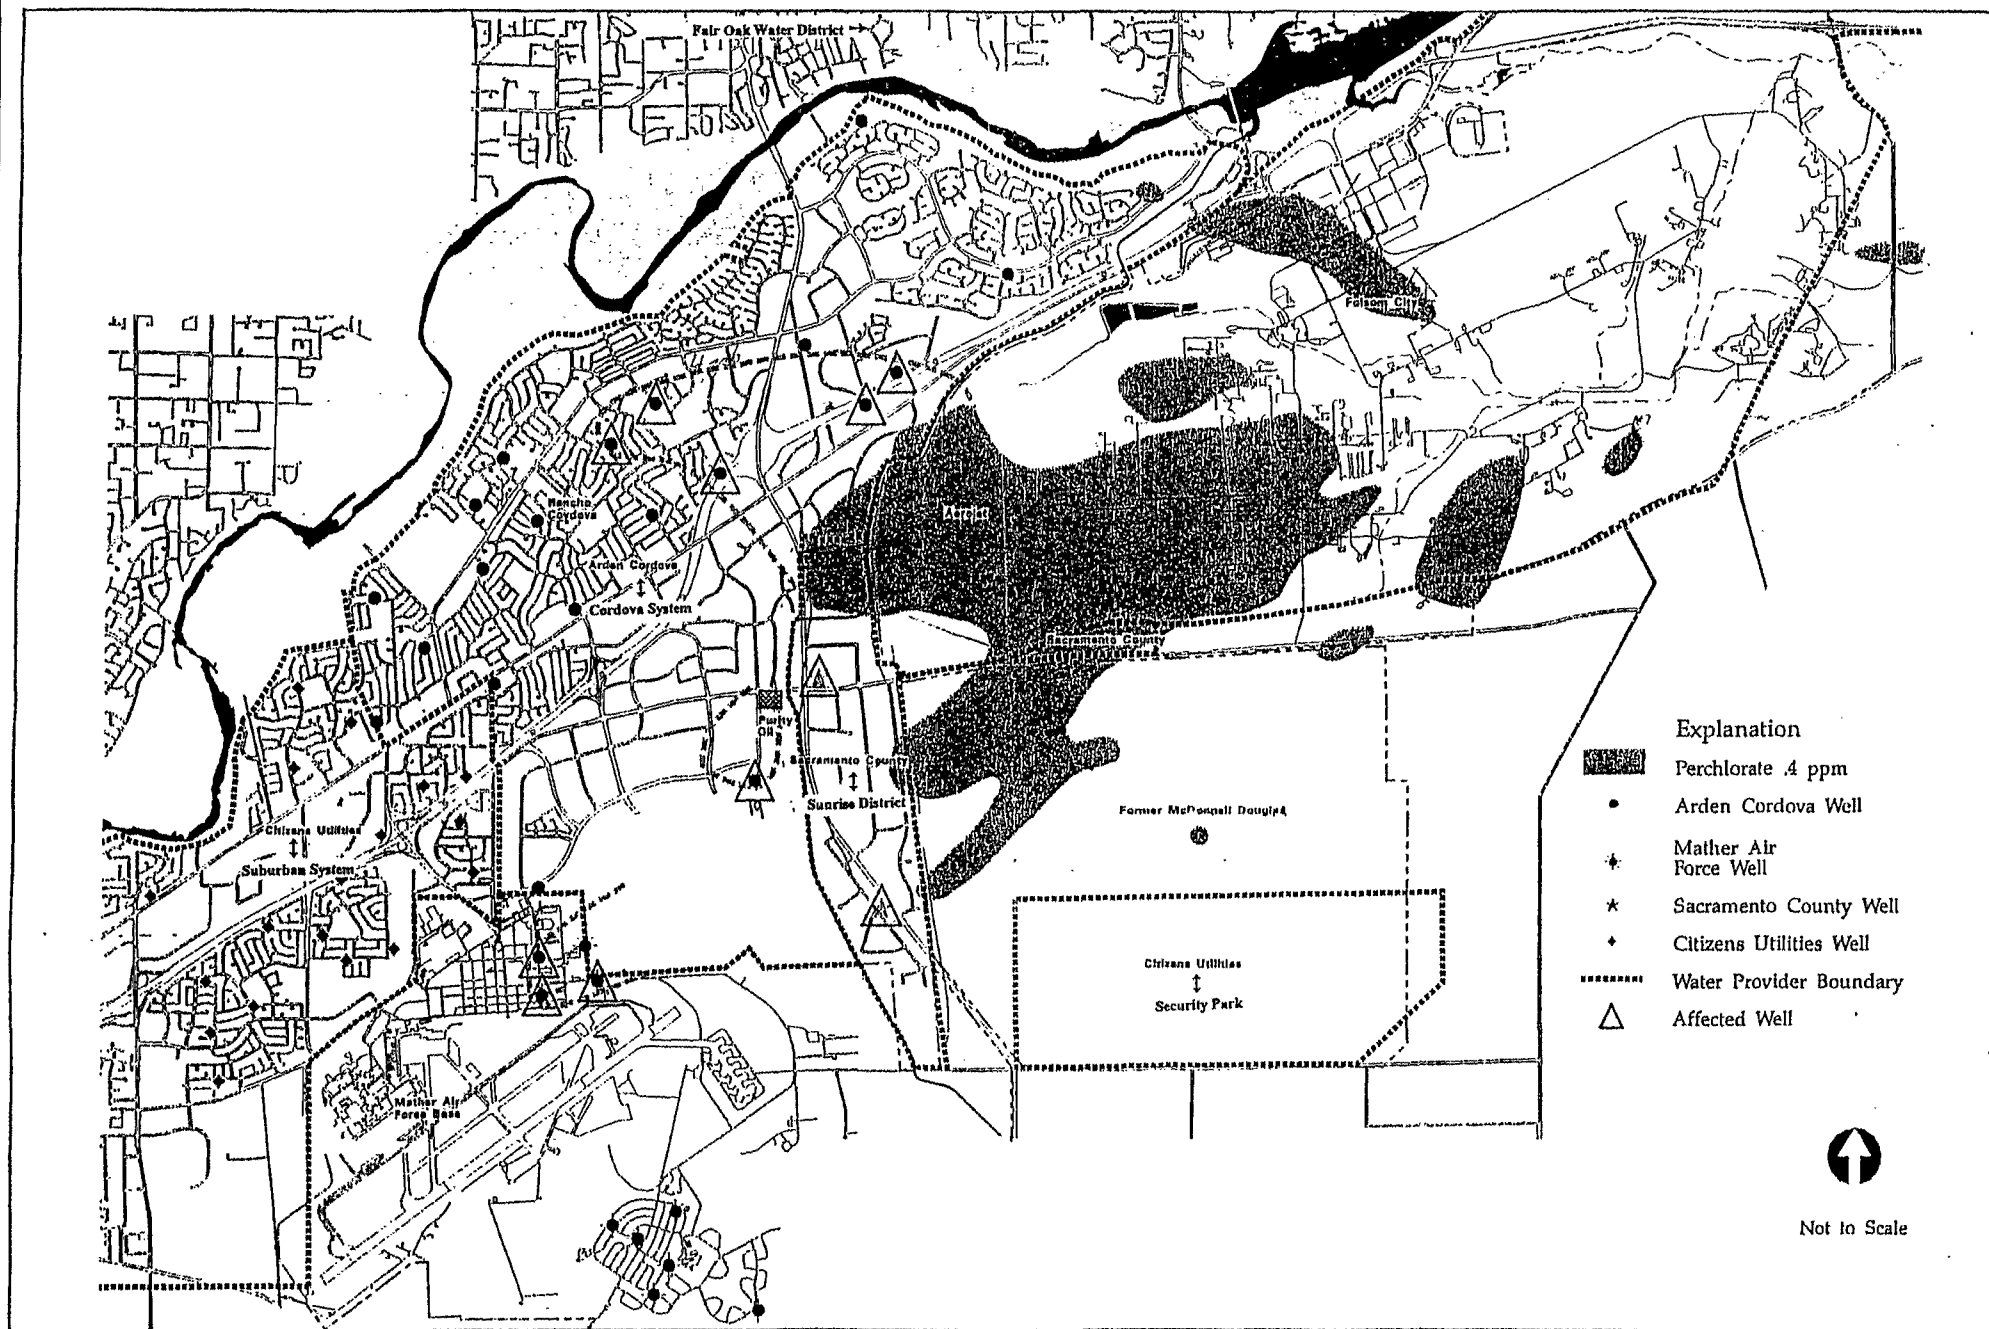 Fair Oak Water District
Folsom City
Rancho
Cordova
Aerojet
Arden Cordova
Cordova System
Sacramento County
Purity
Oil
Sacramento County
Sunrise District
Former McDonnell Douglas
Citizens Utilities
Suburban System
Citizens Utilities
Security Park
Mather Air
Force Base
Explanation
Perchlorate .4 ppm
Arden Cordova Well
Mather Air
Force Well
Sacramento County Well
Citizens Utilities Well
Water Provider Boundary
Affected Well
Not to Scale